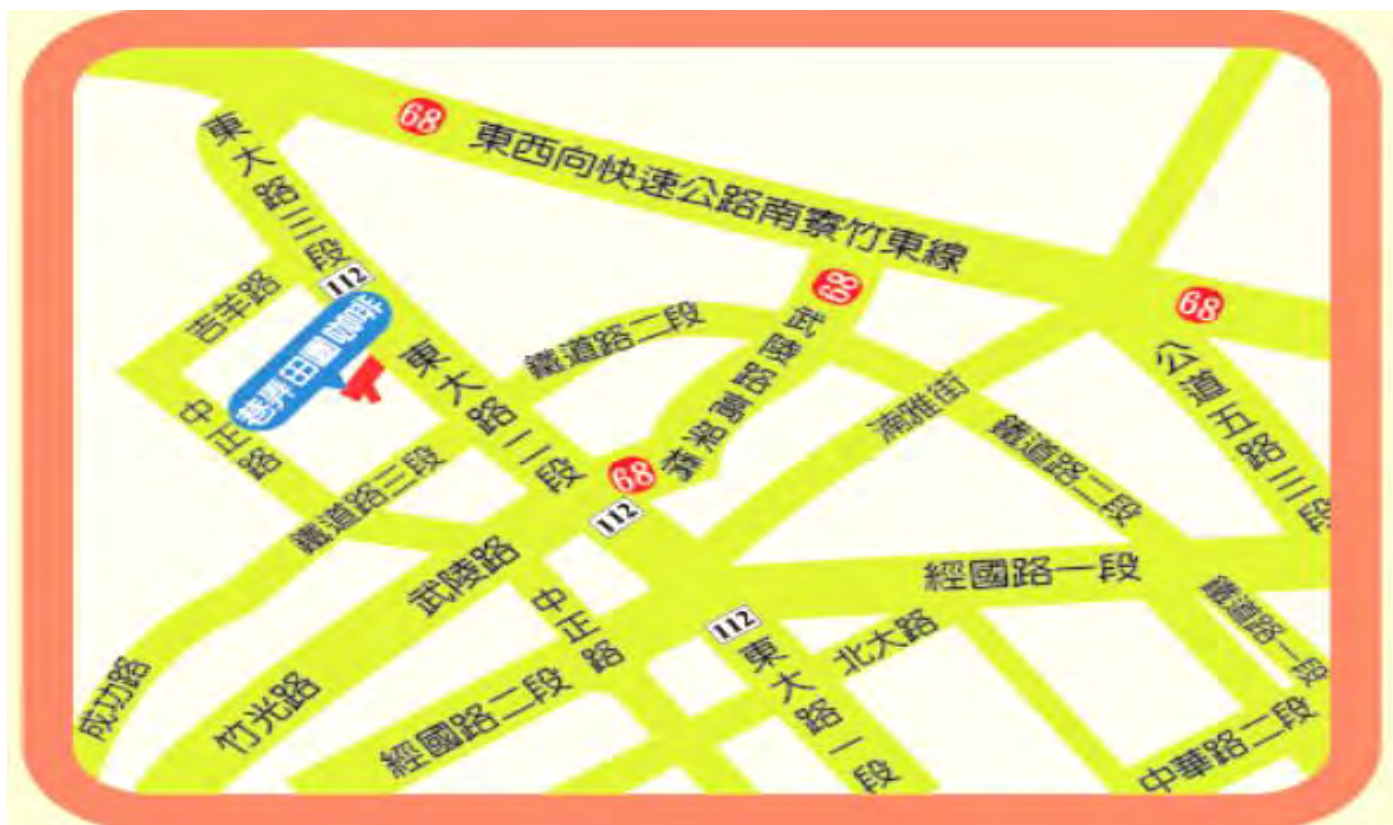 68
東西向快速公路南寮竹東線
東大路三段
112
吉羊路
巷弄田園咖啡
中正路
東大路二段
鐵道路二段
68
武陵路
68
公道五路三段
湳雅街
鐵道路二段
鐵道路三段
68
112
武陵路
經國路一段
中正路
112
東大路一段
北大路
鐵道路一段
成功路
竹光路
經國路二段
中華路二段